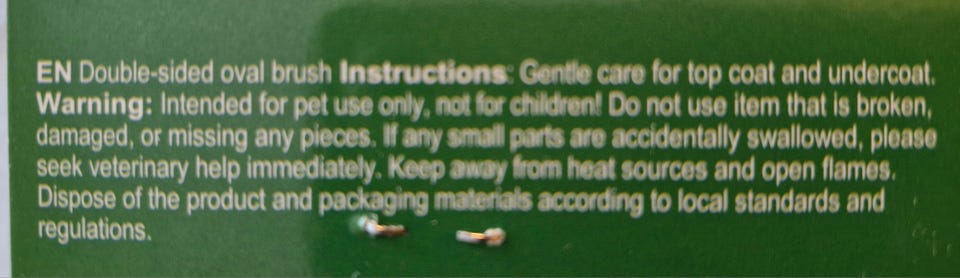 EN Double-sided oval brush Instructions: Gentle care for top coat and undercoat.
Warning: Intended for pet use only, not for children! Do not use item that is broken,
damaged, or missing any pieces. If any small parts are accidentally swallowed, please
seek veterinary help immediately. Keep away from heat sources and open flames.
Dispose of the product and packaging materials according to local standards and
regulations.